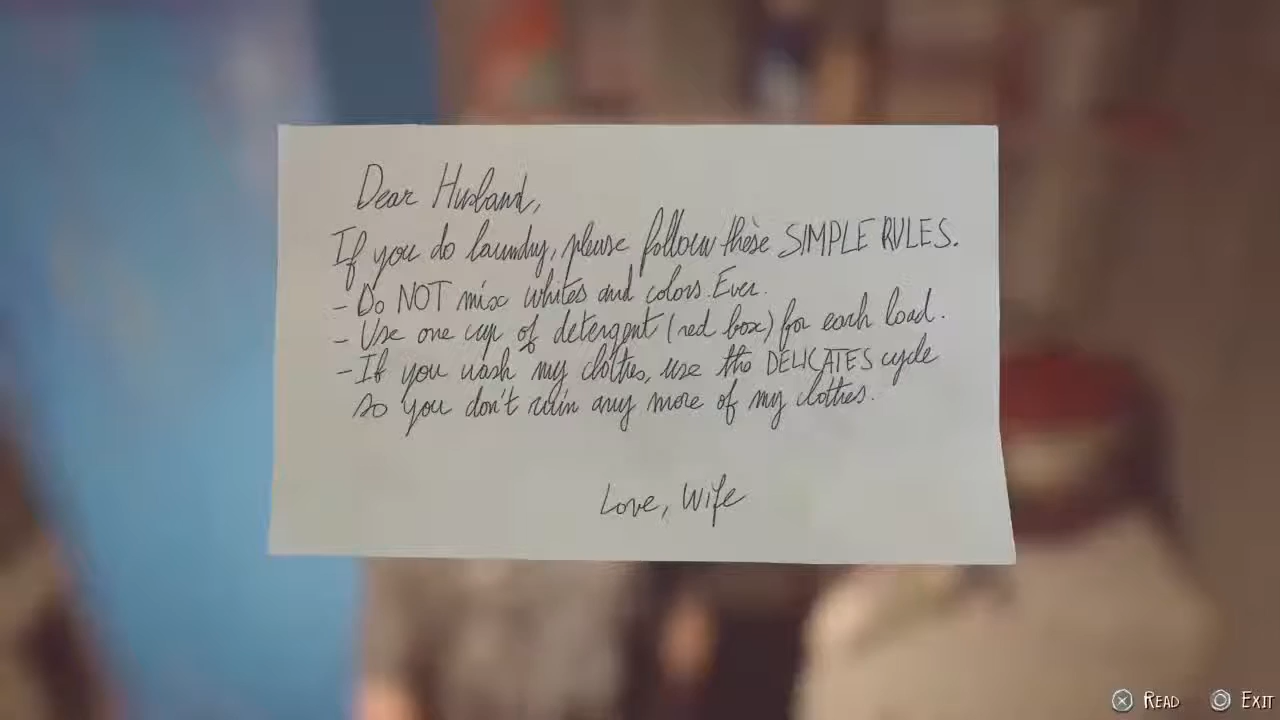 Dear Husband,
If you do laundry, please follow these SIMPLE RULES.
- Do NOT mix whites and colors. Ever.
- Use one cup of detergent (red box) for each load.
- If you wash my clothes, use the DELICATES cycle
so you don't ruin any more of my clothes.
Love, Wife
READ EXIT